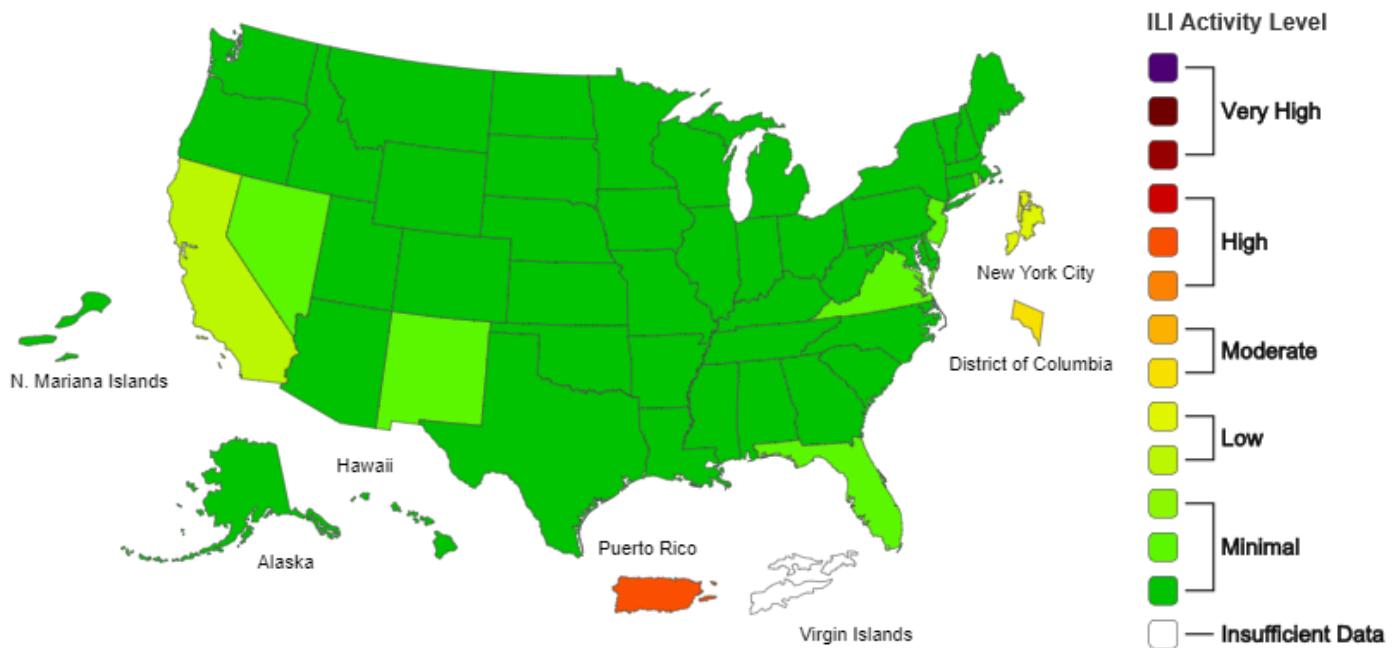 ILI Activity Level
Very High
High
New York City
Moderate
District of Columbia
N. Mariana Islands
Low
Hawaii
Minimal
Puerto Rico
Alaska
Virgin Islands
Insufficient Data